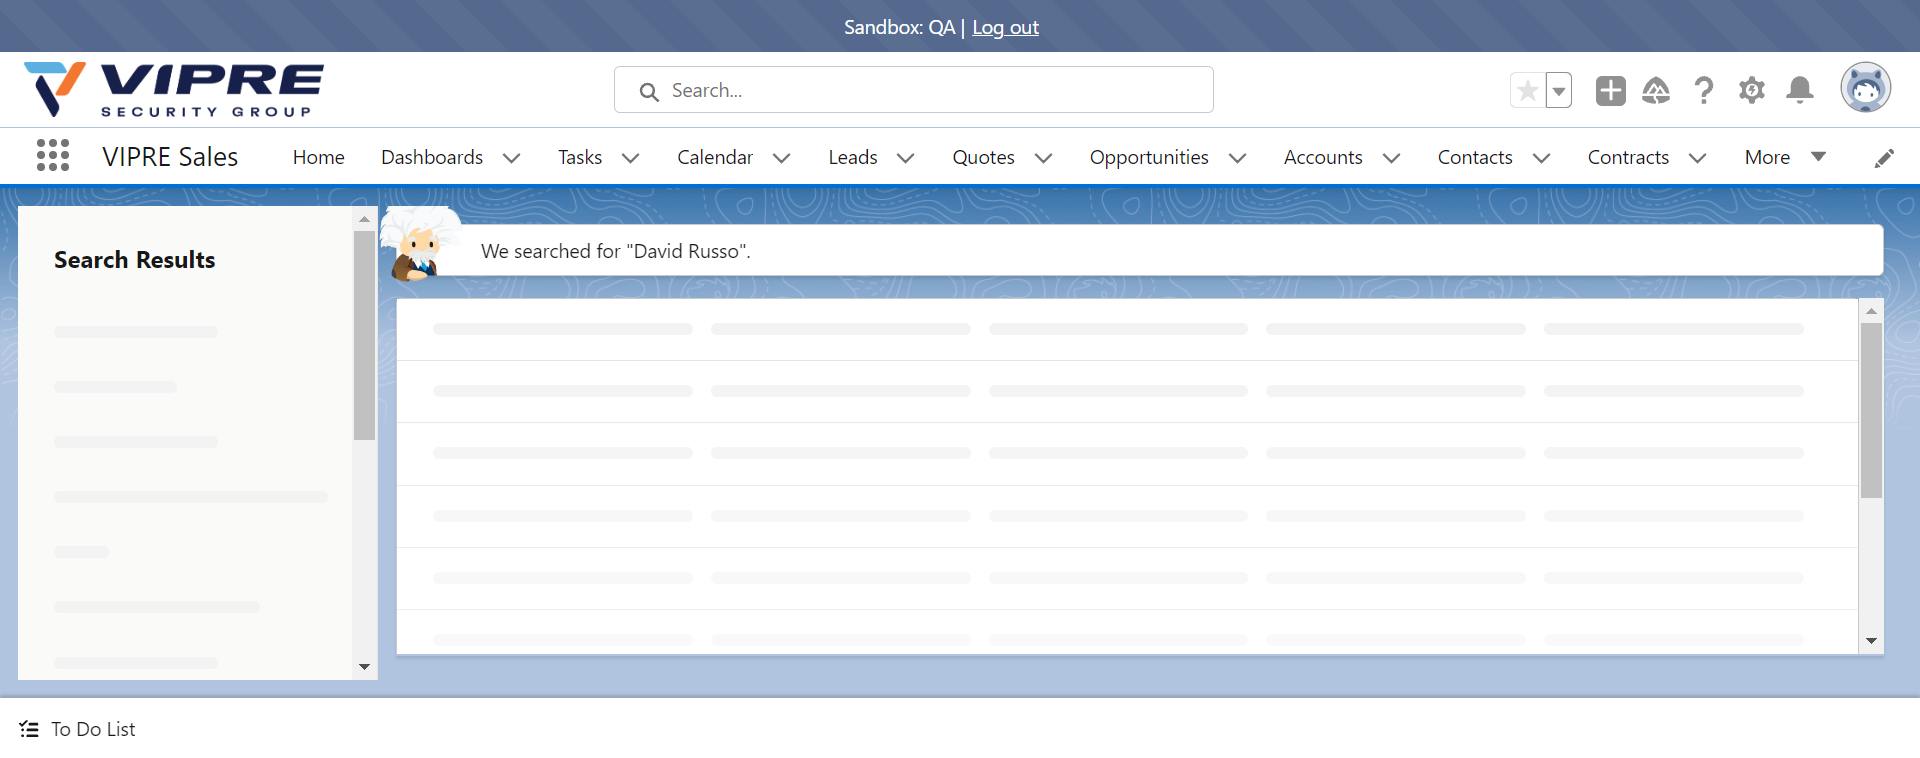 Sandbox: QA | Log out
VIPRE
SECURITY GROUP
Search...
VIPRE Sales
Home
Dashboards
Tasks
Calendar
Leads
Quotes
Opportunities
Accounts
Contacts
Contracts
More
Search Results
We searched for "David Russo".
To Do List